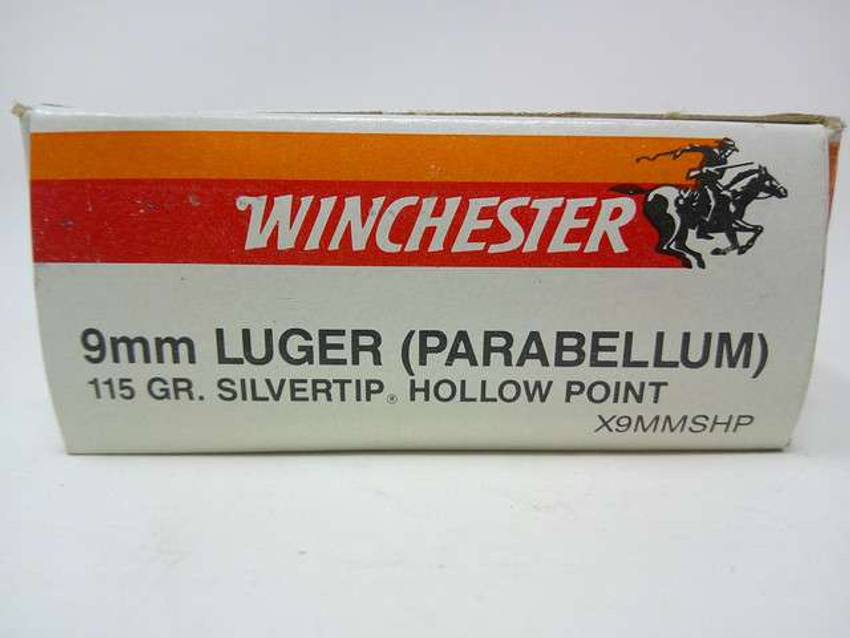 WINCHESTER
9mm LUGER (PARABELLUM)
115 GR. SILVERTIP® HOLLOW POINT
X9MMSHP